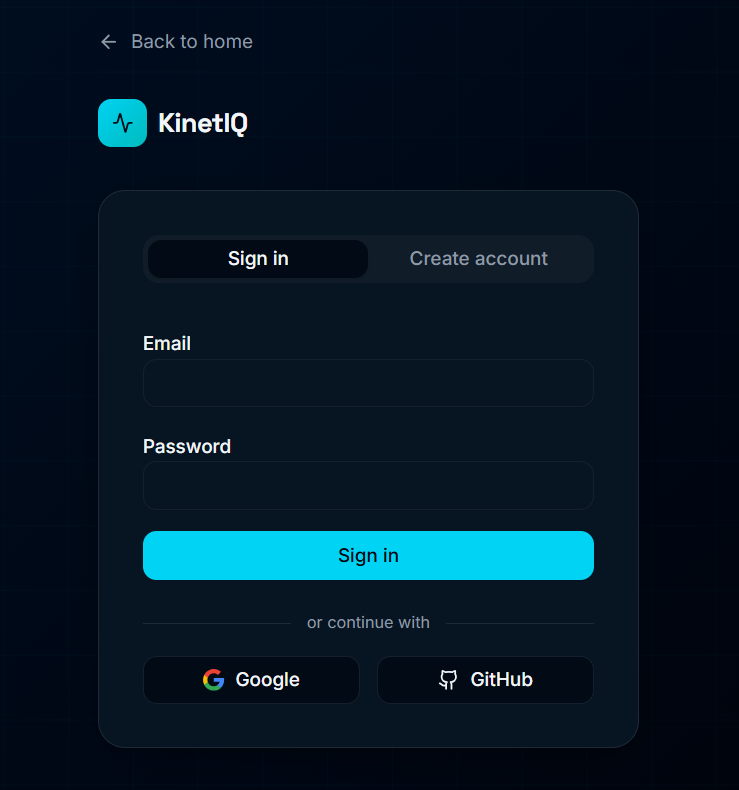 Back to home
KinetIQ
Sign in Create account
Email
Password
Sign in
or continue with
Google GitHub